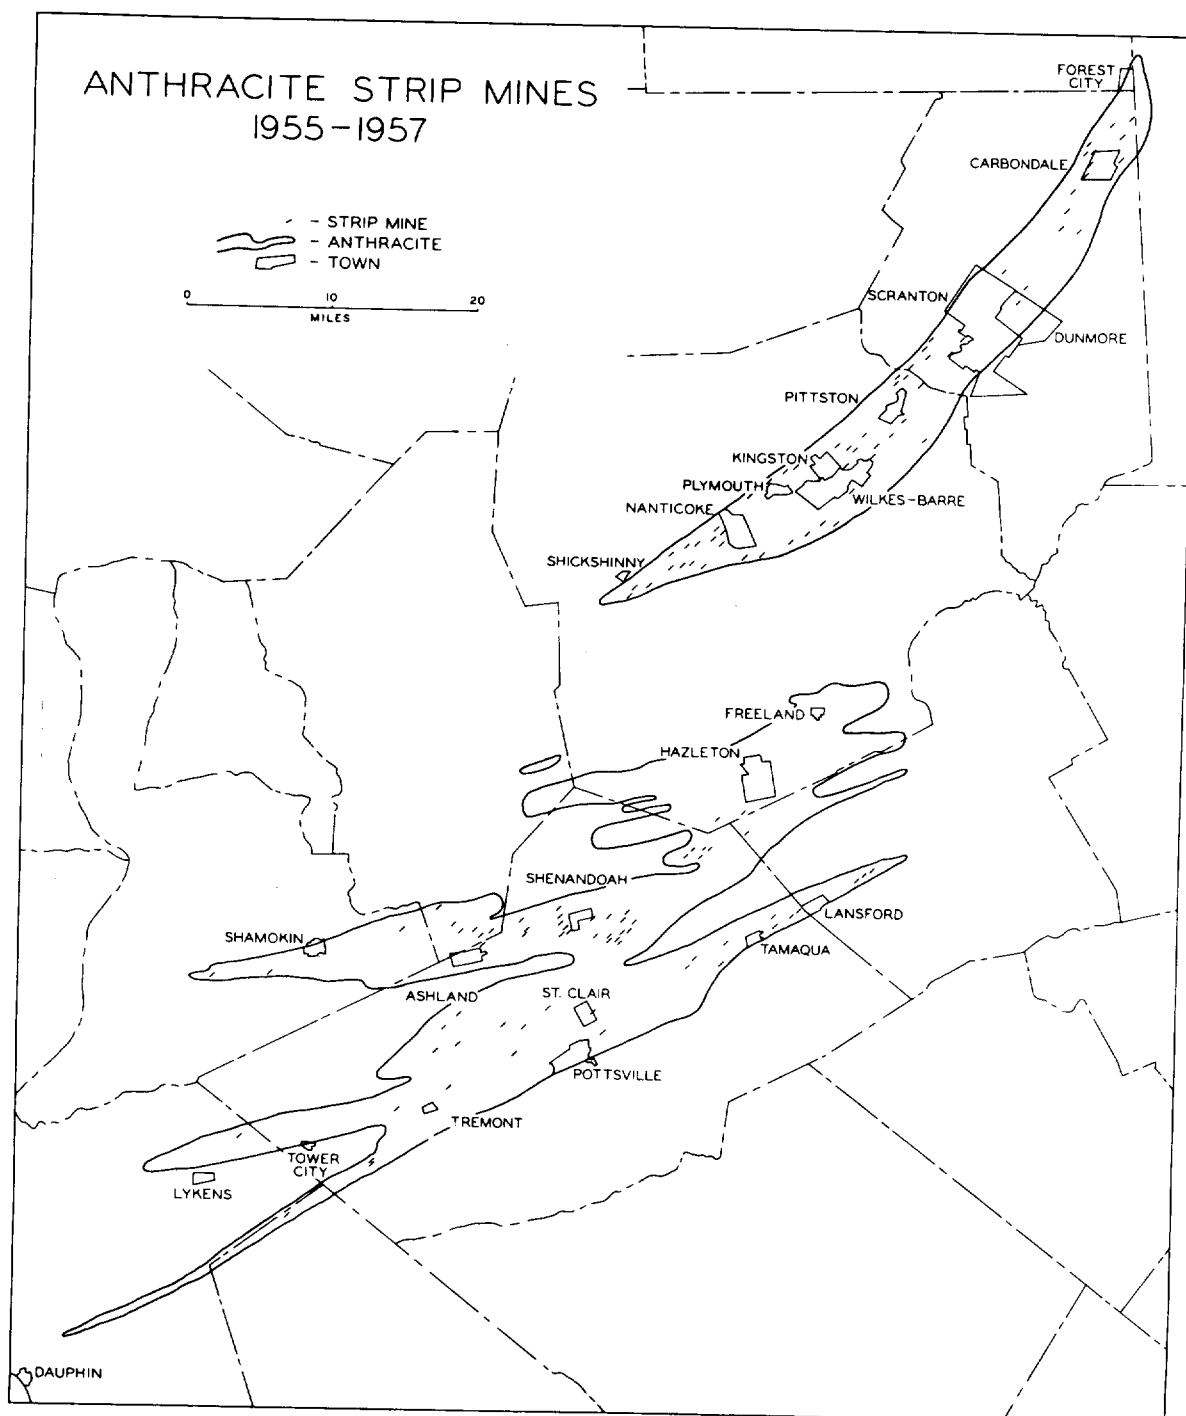 ANTHRACITE STRIP MINES
1955-1957
- STRIP MINE
- ANTHRACITE
- TOWN
0 10 20
MILES
FOREST
CITY
CARBONDALE
SCRANTON
DUNMORE
PITTSTON
KINGSTON
PLYMOUTH
WILKES-BARRE
NANTICOKE
SHICKSHINNY
FREELAND
HAZLETON
SHENANDOAH
LANSFORD
SHAMOKIN
TAMAQUA
ASHLAND
ST. CLAIR
POTTSVILLE
TREMONT
TOWER
CITY
LYKENS
DAUPHIN